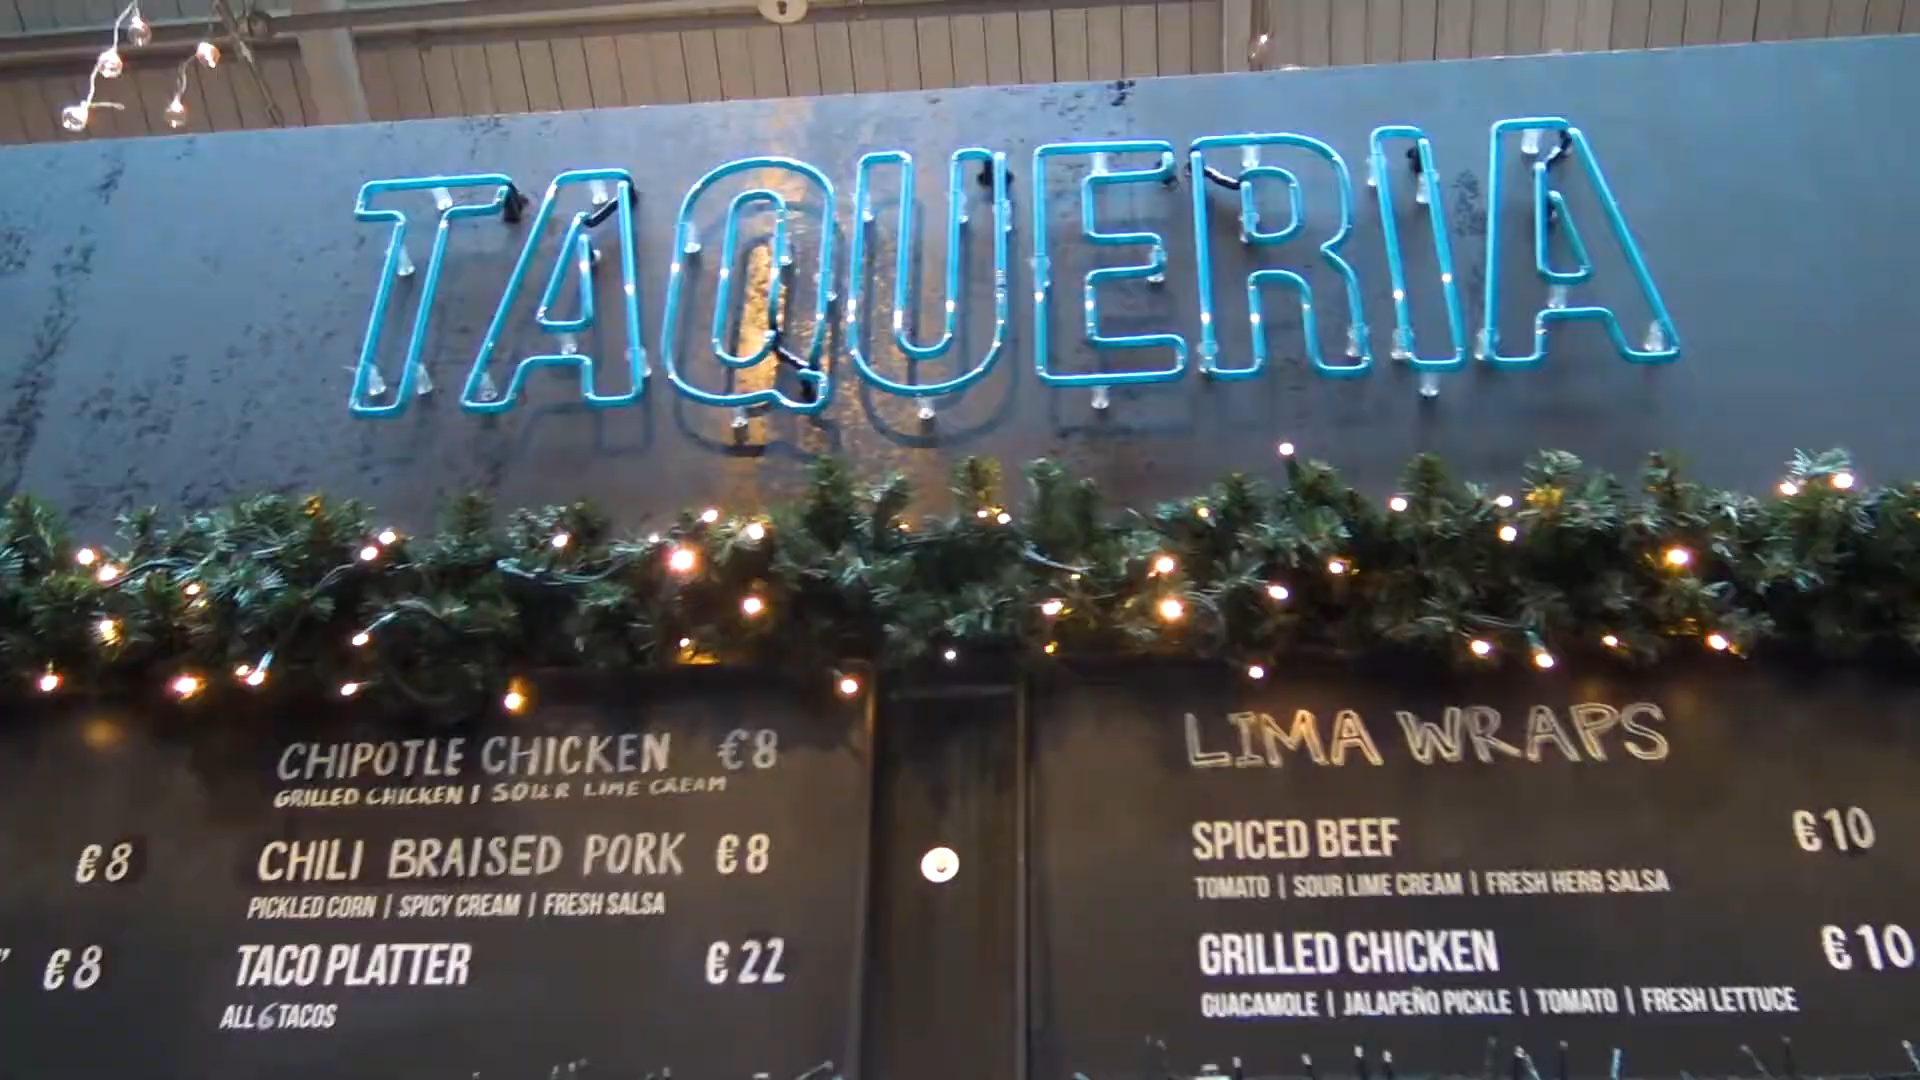 TAQUERIA
€8
" €8
CHIPOTLE CHICKEN €8
GRILLED CHICKEN | SOUR LIME CREAM
CHILI BRAISED PORK €8
PICKLED CORN | SPICY CREAM | FRESH SALSA
TACO PLATTER €22
ALL 6 TACOS
LIMA WRAPS
SPICED BEEF €10
TOMATO | SOUR LIME CREAM | FRESH HERB SALSA
GRILLED CHICKEN €10
GUACAMOLE | JALAPEÑO PICKLE | TOMATO | FRESH LETTUCE